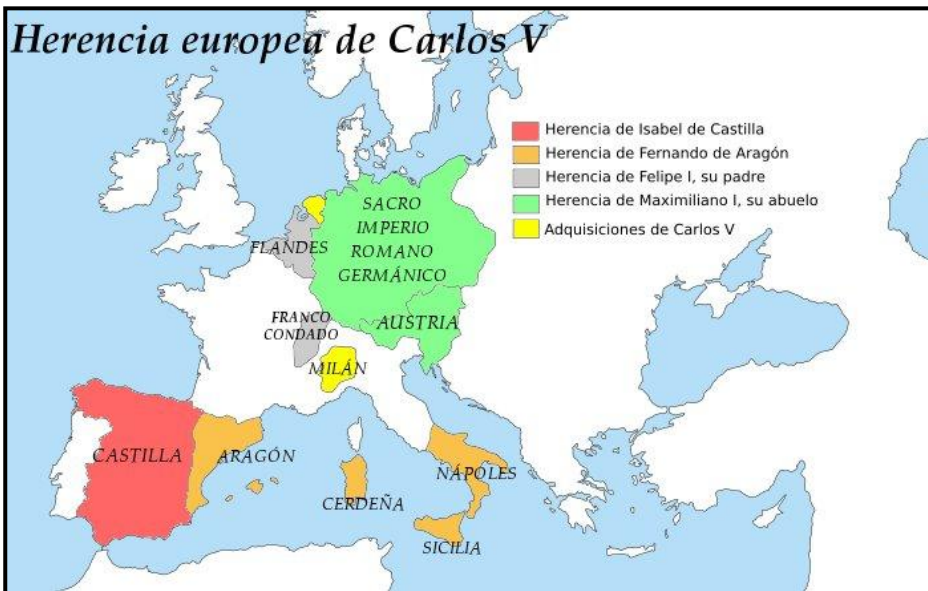 Herencia europea de Carlos V
Herencia de Isabel de Castilla
Herencia de Fernando de Aragón
Herencia de Felipe I, su padre
Herencia de Maximiliano I, su abuelo
Adquisiciones de Carlos V
SACRO
IMPERIO
ROMANO
GERMÁNICO
FLANDES
FRANCO
CONDADO
AUSTRIA
MILÁN
CASTILLA
ARAGÓN
CERDEÑA
NÁPOLES
SICILIA